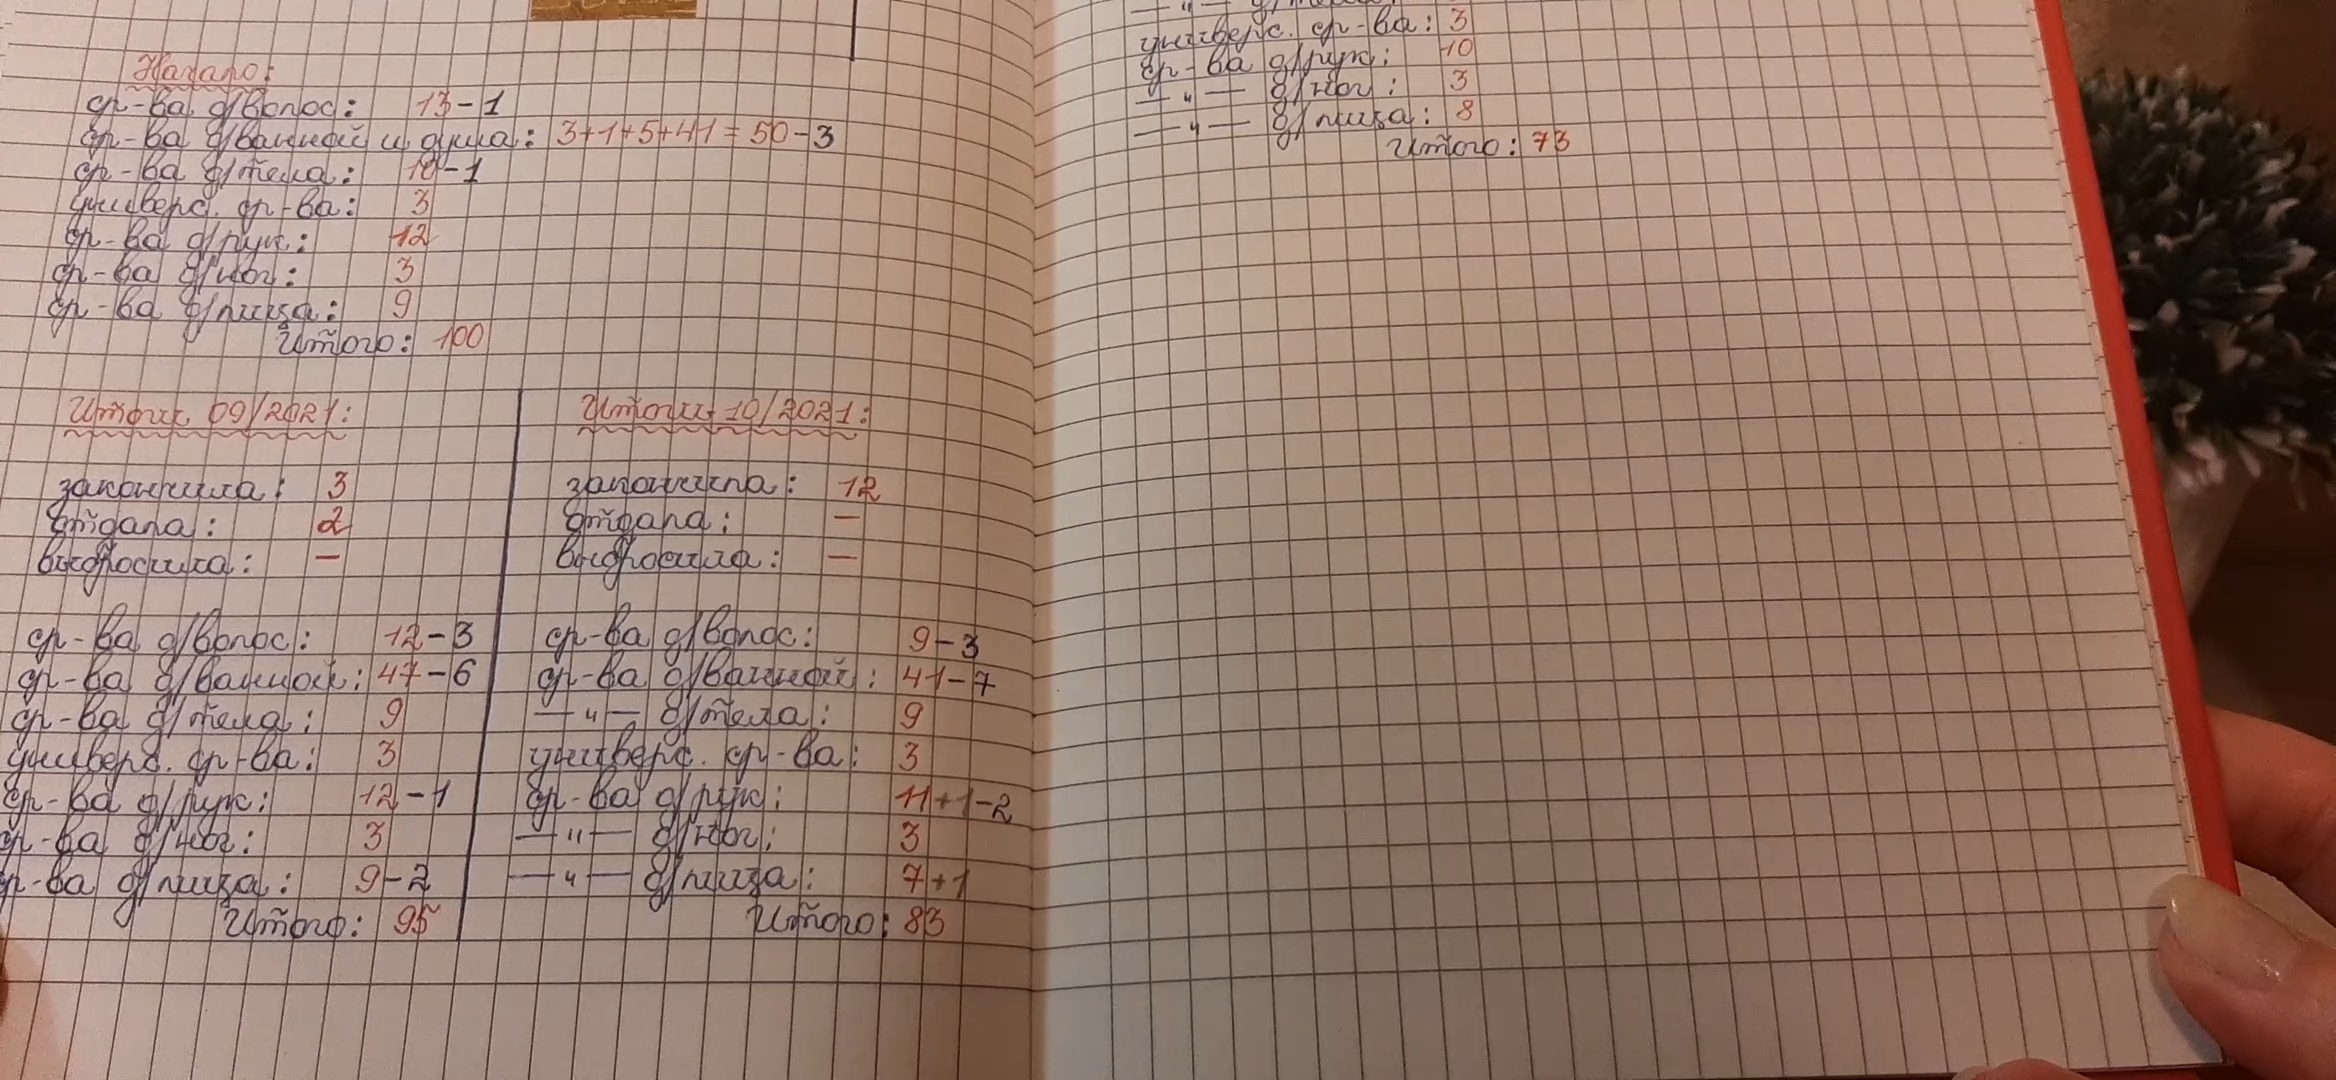 Начало:
ср-ва д/волос: 13-1
ср-ва д/ванной и душа: 3+1+5+41=50-3
ср-ва д/тела: 10-1
универс. ср-ва: 3
ср-ва д/рук: 12
ср-ва д/ног: 3
ср-ва д/лица: 9
Итого: 100
Итоги 09/2021:
закончила: 3
отдала: 2
выбросила: –
ср-ва д/волос: 12-3
ср-ва д/ванной: 47-6
ср-ва д/тела: 9
универс. ср-ва: 3
ср-ва д/рук: 12-1
ср-ва д/ног: 3
ср-ва д/лица: 9-2
Итого: 95
Итоги 10/2021:
закончила: 12
отдала: –
выбросила: –
ср-ва д/волос: 9-3
ср-ва д/ванной: 41-7
—"— д/тела: 9
универс. ср-ва: 3
ср-ва д/рук: 11+1-2
—"— д/ног: 3
—"— д/лица: 7+1
Итого: 83
универс. ср-ва: 3
ср-ва д/рук: 10
—"— д/ног: 3
—"— д/лица: 8
Итого: 73